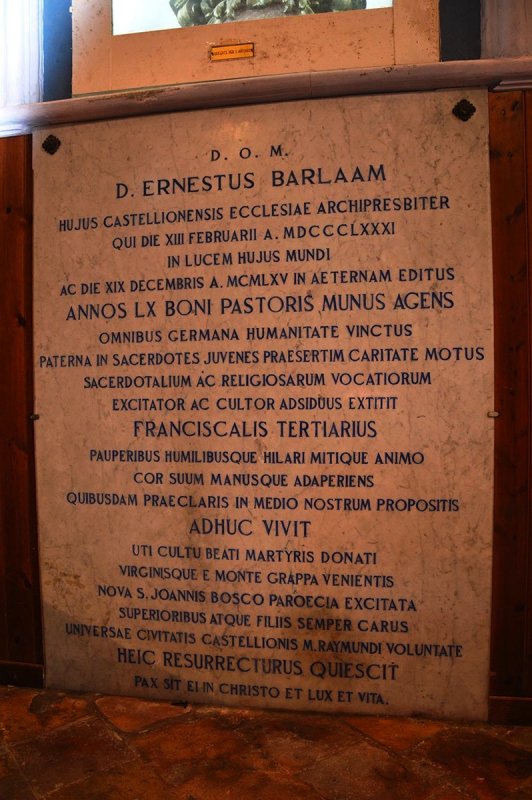 D. O. M.
D. ERNESTUS BARLAAM
HUJUS CASTELLIONENSIS ECCLESIAE ARCHIPRESBITER
QUI DIE XIII FEBRUARII A. MDCCCLXXXI
IN LUCEM HUJUS MUNDI
AC DIE XIX DECEMBRIS A. MCMLXV IN AETERNAM EDITUS
ANNOS LX BONI PASTORIS MUNUS AGENS
OMNIBUS GERMANA HUMANITATE VINCTUS
PATERNA IN SACERDOTES JUVENES PRAESERTIM CARITATE MOTUS
SACERDOTALIUM AC RELIGIOSARUM VOCATIORUM
EXCITATOR AC CULTOR ADSIDUUS EXTITIT
FRANCISCALIS TERTIARIUS
PAUPERIBUS HUMILIBUSQUE HILARI MITIQUE ANIMO
COR SUUM MANUSQUE ADAPERIENS
QUIBUSDAM PRAECLARIS IN MEDIO NOSTRUM PROPOSITIS
ADHUC VIVIT
UTI CULTU BEATI MARTYRIS DONATI
VIRGINISQUE E MONTE GRAPPA VENIENTIS
NOVA S. JOANNIS BOSCO PAROECIA EXCITATA
SUPERIORIBUS ATQUE FILIIS SEMPER CARUS
UNIVERSAE CIVITATIS CASTELLIONIS M. RAYMUNDI VOLUNTATE
HEIC RESURRECTURUS QUIESCIT
PAX SIT EI IN CHRISTO ET LUX ET VITA.